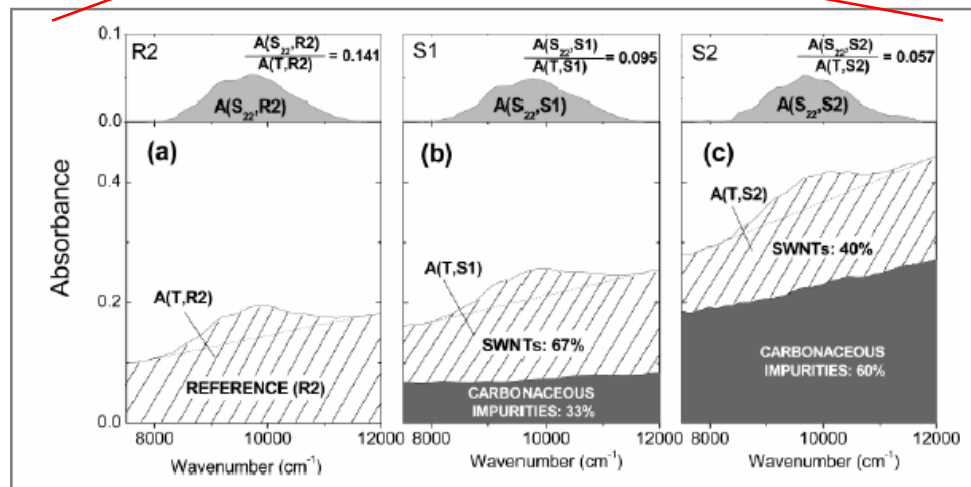 0.1
R2
A(S22,R2)
A(T,R2)
= 0.141
A(S22,R2)
0.0
S1
A(S22,S1)
A(T,S1)
= 0.095
A(S22,S1)
S2
A(S22,S2)
A(T,S2)
= 0.057
A(S22,S2)
Absorbance
0.4
0.2
0.0
(a)
A(T,R2)
REFERENCE (R2)
8000 10000 12000
Wavenumber (cm-1)
(b)
A(T,S1)
SWNTs: 67%
CARBONACEOUS
IMPURITIES: 33%
8000 10000 12000
Wavenumber (cm-1)
(c)
A(T,S2)
SWNTs: 40%
CARBONACEOUS
IMPURITIES: 60%
8000 10000 12000
Wavenumber (cm-1)